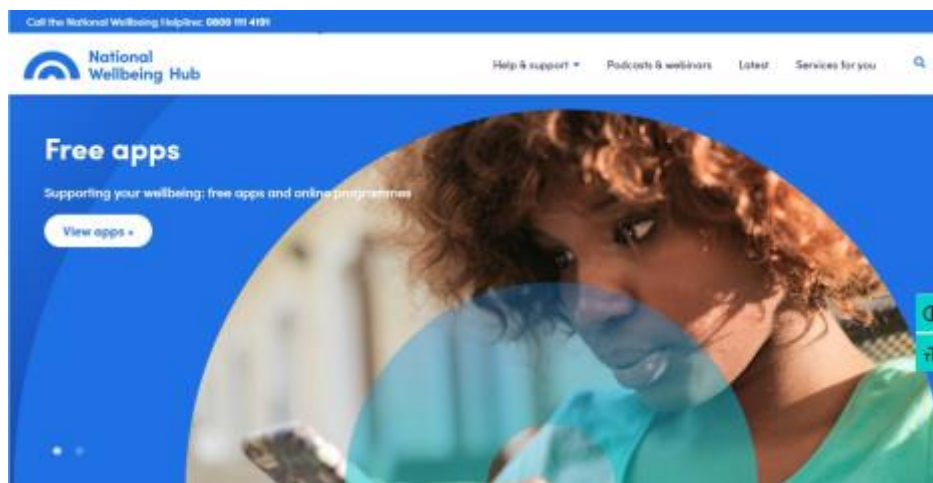 Call the National Wellbeing Helpline: 0800 111 4191
National
Wellbeing Hub
Help & support
Podcasts & webinars
Latest
Services for you
Free apps
Supporting your wellbeing: free apps and online programmes
View apps »